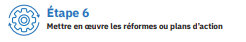 Étape 6
Mettre en œuvre les réformes ou plans d'action